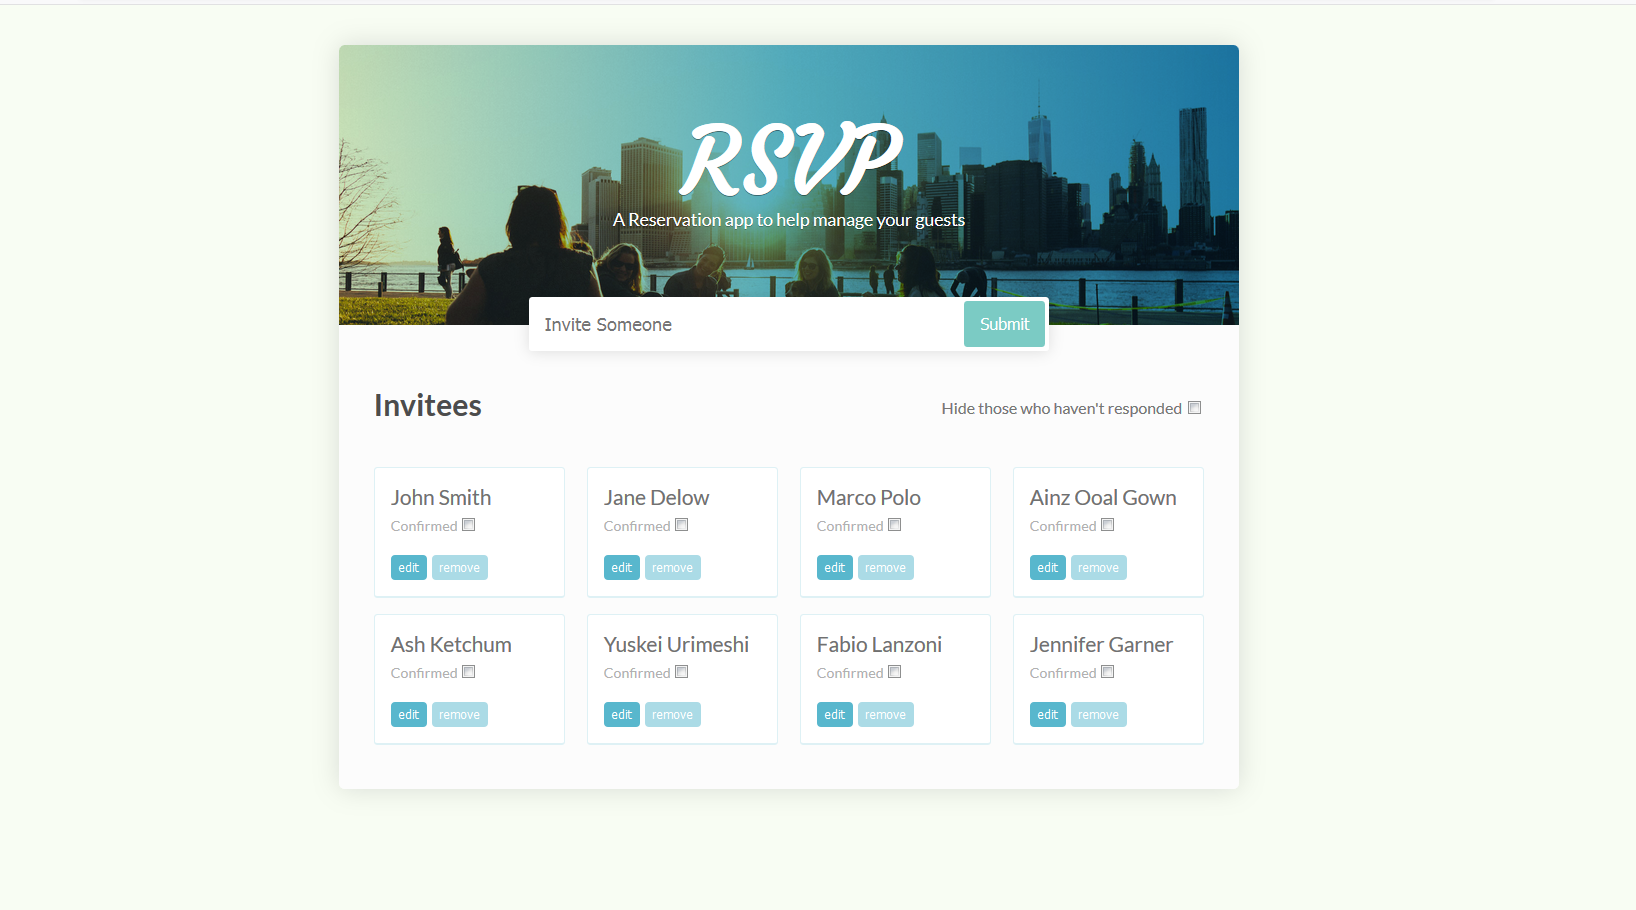 RSVP
A Reservation app to help manage your guests
Invite Someone
Submit
Invitees
Hide those who haven't responded
John Smith
Confirmed
edit remove
Jane Delow
Confirmed
edit remove
Marco Polo
Confirmed
edit remove
Ainz Ooal Gown
Confirmed
edit remove
Ash Ketchum
Confirmed
edit remove
Yuskei Urimeshi
Confirmed
edit remove
Fabio Lanzoni
Confirmed
edit remove
Jennifer Garner
Confirmed
edit remove